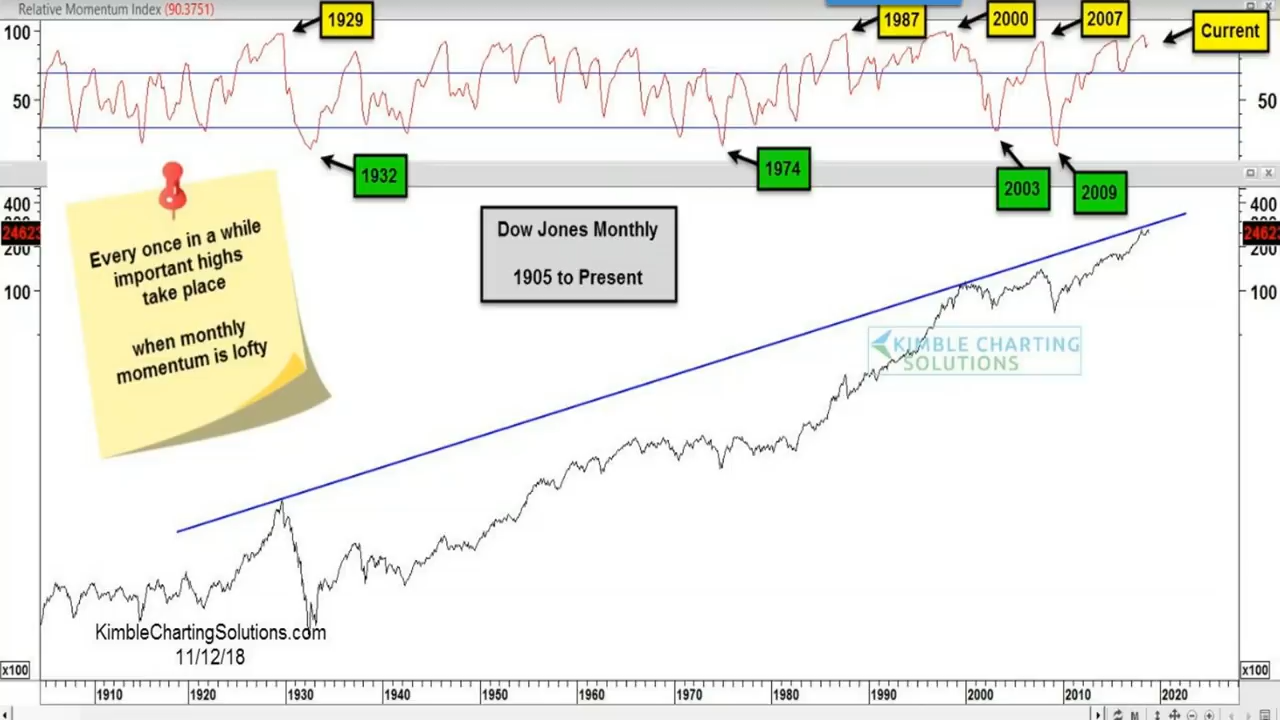 Relative Momentum Index (90.3751)
1929
1987
2000
2007
Current
100
50
50
1932
1974
2003
2009
400
200
100
24623
400
200
100
24623
Every once in a while
important highs
take place
when monthly
momentum is lofty
Dow Jones Monthly
1905 to Present
KIMBLE CHARTING
SOLUTIONS
KimbleChartingSolutions.com
11/12/18
x100
x100
1910 1920 1930 1940 1950 1960 1970 1980 1990 2000 2010 2020
M